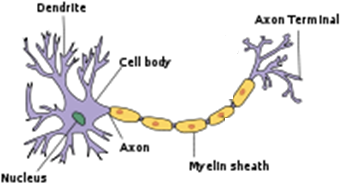 Dendrite
Axon Terminal
Cell body
Axon
Myelin sheath
Nucleus